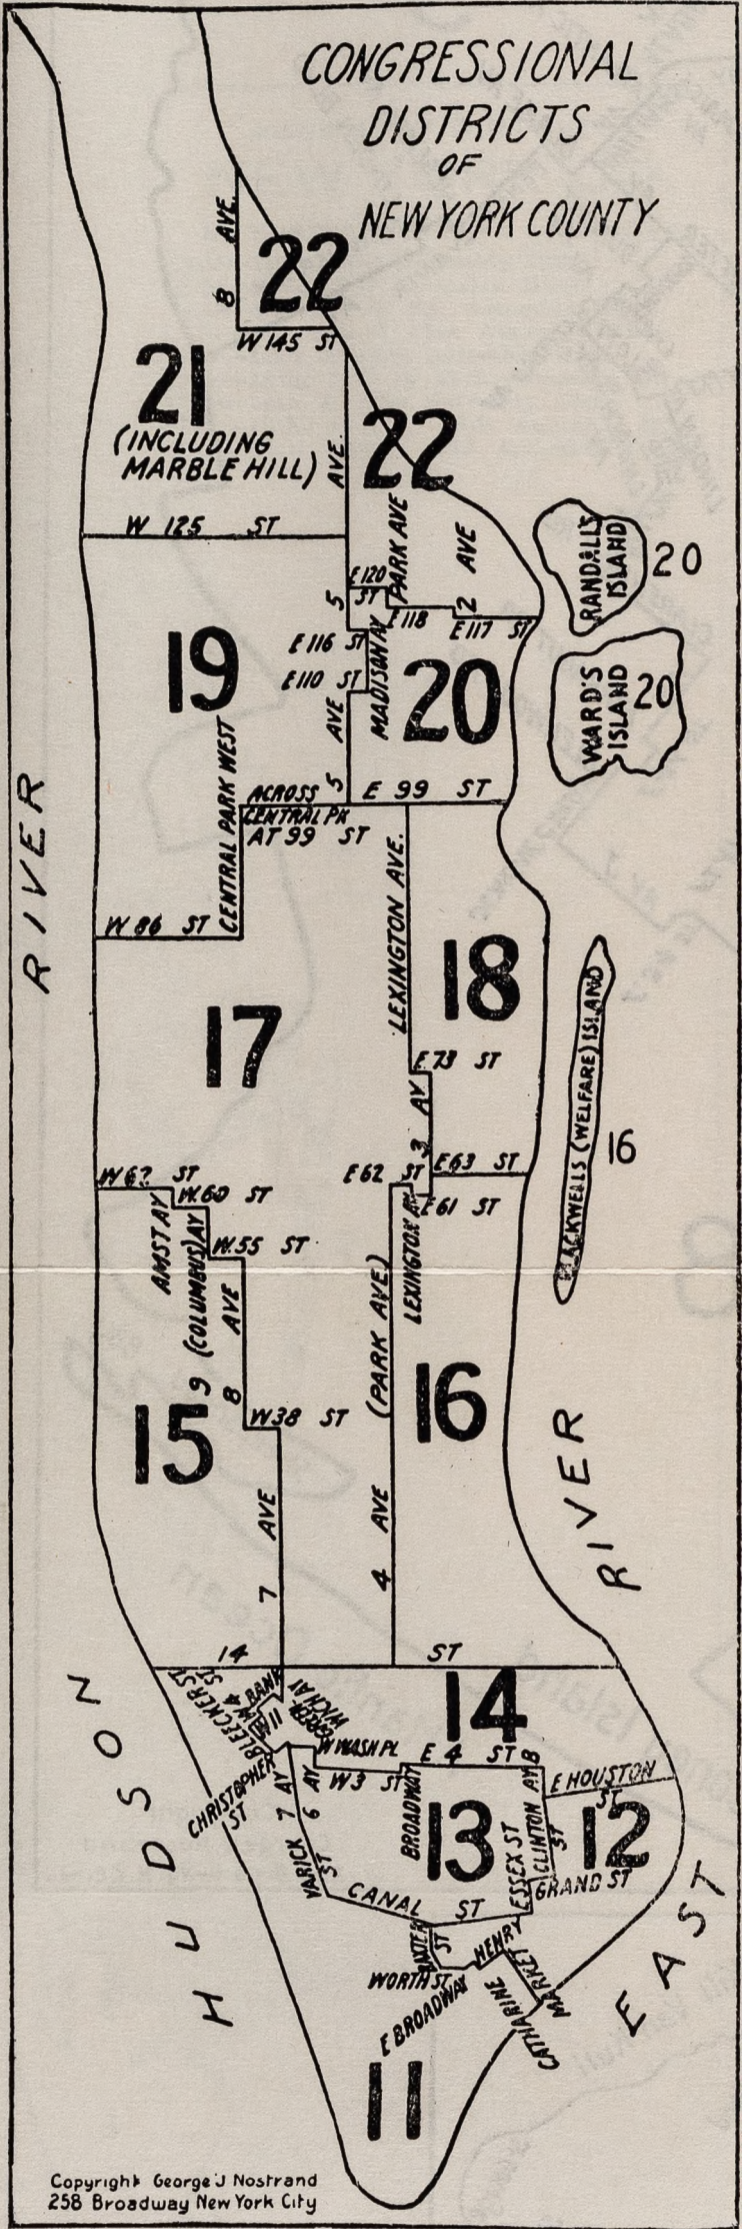 CONGRESSIONAL
DISTRICTS
OF
NEW YORK COUNTY
8 AVE.
22
W 145 ST
21
(INCLUDING
MARBLE HILL)
22
AVE.
W 125 ST
PARK AVE
2 AVE
RANDALL'S
ISLAND
20
E 120
ST
5
E 118
E 117 ST
E 116 ST
MADISON AV
19
E 110 ST
20
WARD'S
ISLAND
20
5 AVE
CENTRAL PARK WEST
ACROSS
CENTRAL PK
AT 99 ST
E 99 ST
RIVER
LEXINGTON AVE.
W 86 ST
18
17
BLACKWELLS (WELFARE) ISLAND
16
E 73 ST
3 AV
E 62 ST
E 63 ST
W 62 ST
W. 60 ST
E 61 ST
AMST AV
9 (COLUMBUS) AV
W. 55 ST
LEXINGTON AV
8 AVE
4 AVE (PARK AVE)
15
16
W 38 ST
7 AVE
RIVER
14 ST
BLEECKER ST
W 4 ST
BANK
W 11
GREENWICH AV
14
W WASH PL
E 4 ST
AV B
CHRISTOPHER
ST
7 AV
6 AV
W 3 ST
BROADWAY
E HOUSTON
ST
13
12
ESSEX ST
CLINTON
ST
VARICK
ST
CANAL ST
GRAND ST
BAXTER
ST
HENRY
WORTH ST
E BROADWAY
MARKET
CATHARINE
HUDSON
EAST
11
Copyright George J Nostrand
258 Broadway New York City